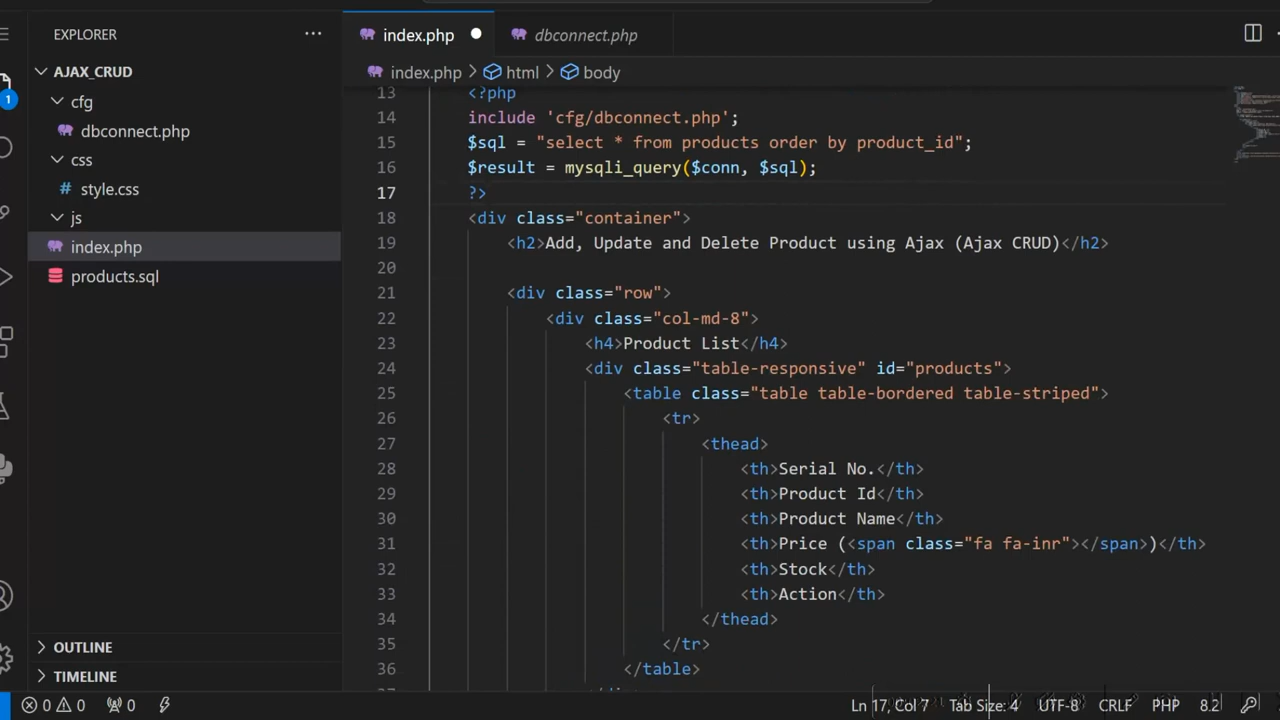 EXPLORER
AJAX_CRUD
cfg
dbconnect.php
css
style.css
js
index.php
products.sql
OUTLINE
TIMELINE
1
index.php
dbconnect.php
index.php > html > body
13 <?php
14 include 'cfg/dbconnect.php';
15 $sql = "select * from products order by product_id";
16 $result = mysqli_query($conn, $sql);
17 ?>
18 <div class="container">
19 <h2>Add, Update and Delete Product using Ajax (Ajax CRUD)</h2>
20
21 <div class="row">
22 <div class="col-md-8">
23 <h4>Product List</h4>
24 <div class="table-responsive" id="products">
25 <table class="table table-bordered table-striped">
26 <tr>
27 <thead>
28 <th>Serial No.</th>
29 <th>Product Id</th>
30 <th>Product Name</th>
31 <th>Price (<span class="fa fa-inr"></span>)</th>
32 <th>Stock</th>
33 <th>Action</th>
34 </thead>
35 </tr>
36 </table>
0 0 0 Ln 17, Col 7 Tab Size: 4 UTF-8 CRLF PHP 8.2